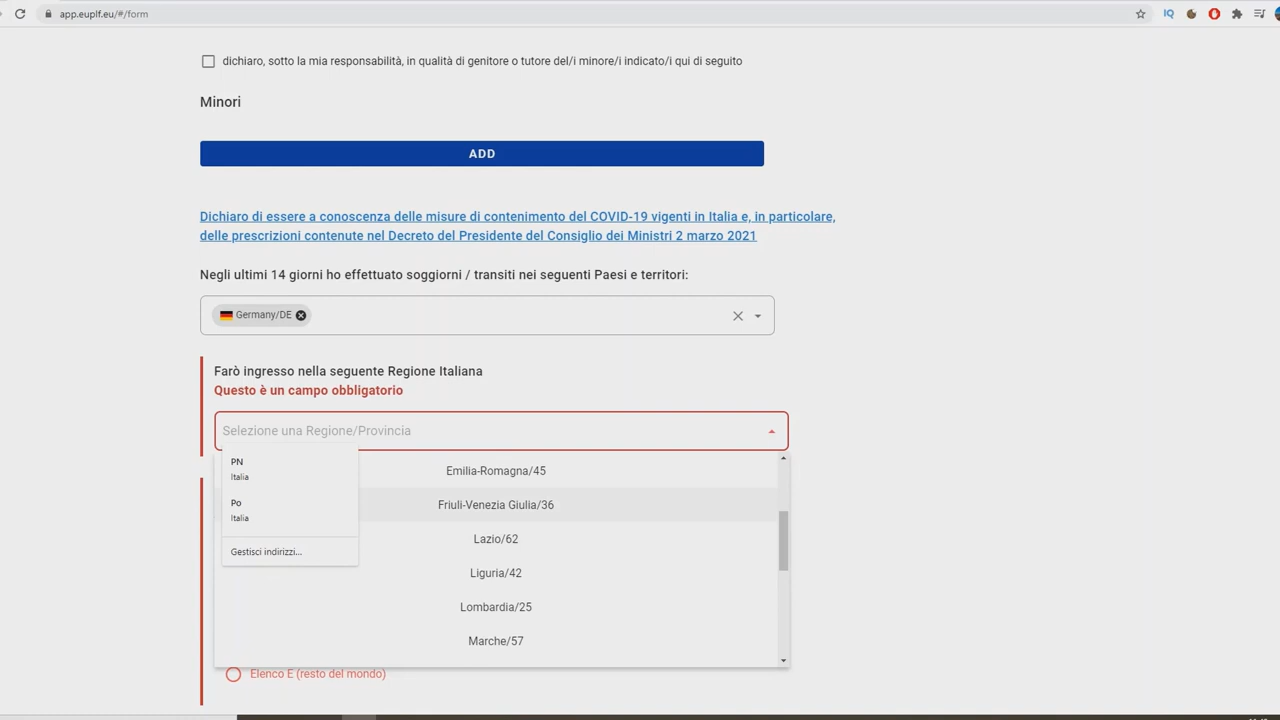 app.euplf.eu/#/form
IQ
dichiaro, sotto la mia responsabilità, in qualità di genitore o tutore del/i minore/i indicato/i qui di seguito
Minori
ADD
Dichiaro di essere a conoscenza delle misure di contenimento del COVID-19 vigenti in Italia e, in particolare,
delle prescrizioni contenute nel Decreto del Presidente del Consiglio dei Ministri 2 marzo 2021
Negli ultimi 14 giorni ho effettuato soggiorni / transiti nei seguenti Paesi e territori:
Germany/DE
Farò ingresso nella seguente Regione Italiana
Questo è un campo obbligatorio
Selezione una Regione/Provincia
PN
Italia
Po
Italia
Gestisci indirizzi...
Emilia-Romagna/45
Friuli-Venezia Giulia/36
Lazio/62
Liguria/42
Lombardia/25
Marche/57
Elenco E (resto del mondo)